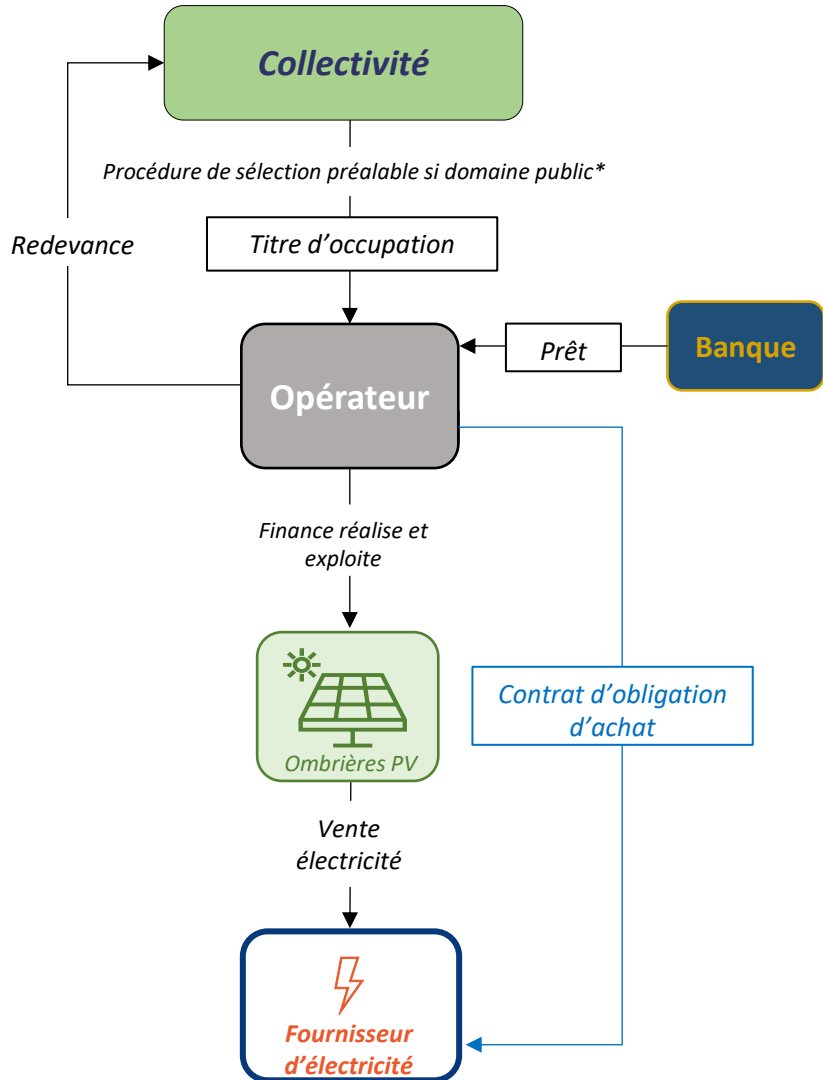 Collectivité
Procédure de sélection préalable si domaine public*
Redevance
Titre d’occupation
Prêt
Banque
Opérateur
Finance réalise et
exploite
Contrat d’obligation
d’achat
Ombrières PV
Vente
électricité
Fournisseur
d’électricité